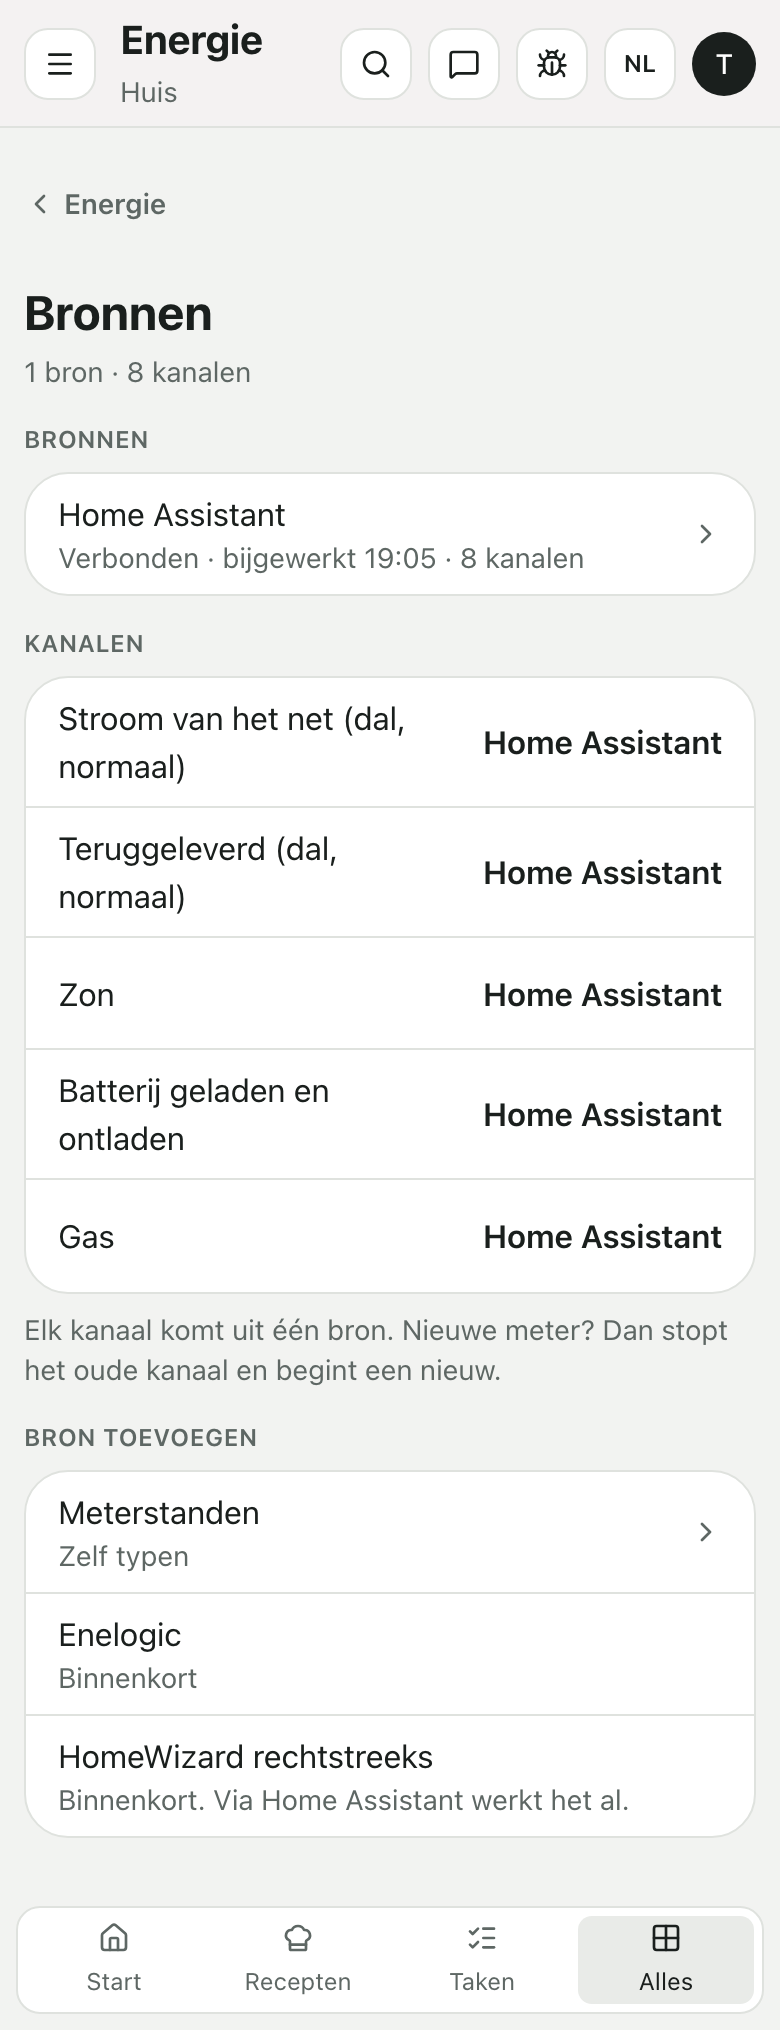 Energie
Huis
NL
T
Energie
Bronnen
1 bron · 8 kanalen
BRONNEN
Home Assistant
Verbonden · bijgewerkt 19:05 · 8 kanalen
KANALEN
Stroom van het net (dal,
normaal)
Home Assistant
Teruggeleverd (dal,
normaal)
Home Assistant
Zon
Home Assistant
Batterij geladen en
ontladen
Home Assistant
Gas
Home Assistant
Elk kanaal komt uit één bron. Nieuwe meter? Dan stopt
het oude kanaal en begint een nieuw.
BRON TOEVOEGEN
Meterstanden
Zelf typen
Enelogic
Binnenkort
HomeWizard rechtstreeks
Binnenkort. Via Home Assistant werkt het al.
Start
Recepten
Taken
Alles